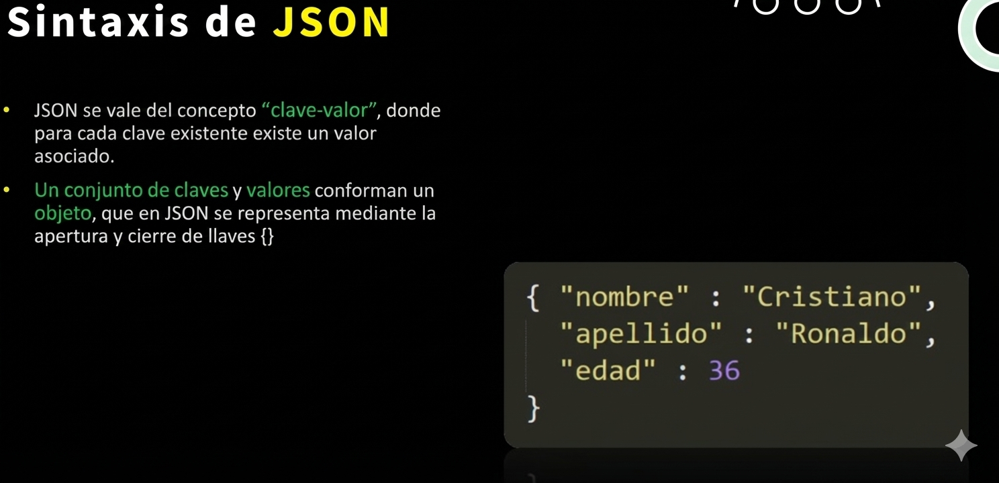 Sintaxis de JSON
• JSON se vale del concepto “clave-valor”, donde
para cada clave existente existe un valor
asociado.
• Un conjunto de claves y valores conforman un
objeto, que en JSON se representa mediante la
apertura y cierre de llaves {}
{ "nombre" : "Cristiano",
"apellido" : "Ronaldo",
"edad" : 36
}